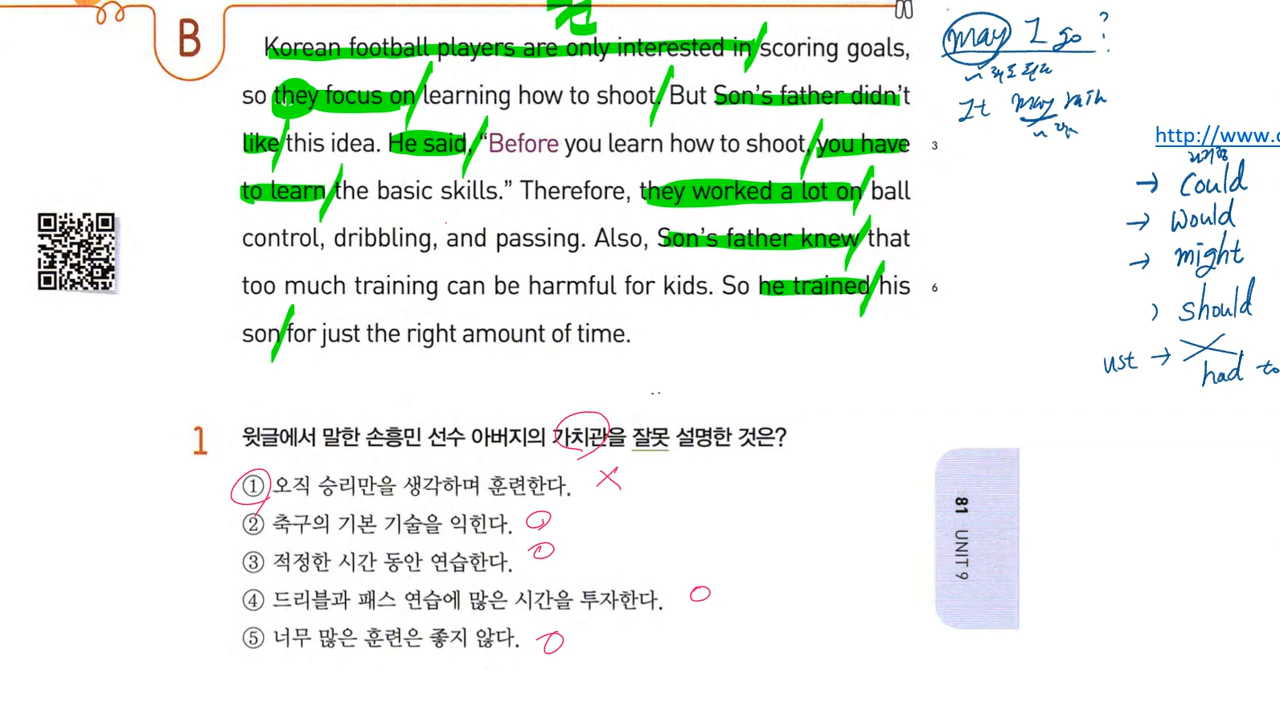 B
Korean football players are only interested in scoring goals,
so they focus on learning how to shoot. But Son's father didn't
like this idea. He said, "Before you learn how to shoot, you have
3
to learn the basic skills." Therefore, they worked a lot on ball
control, dribbling, and passing. Also, Son's father knew that
too much training can be harmful for kids. So he trained his
6
son for just the right amount of time.
may I go?
It may rain
http://www.c
→ could
→ would
→ might
should
ust → had to
1 윗글에서 말한 손흥민 선수 아버지의 가치관을 잘못 설명한 것은?
① 오직 승리만을 생각하며 훈련한다.
② 축구의 기본 기술을 익힌다.
③ 적정한 시간 동안 연습한다.
④ 드리블과 패스 연습에 많은 시간을 투자한다.
⑤ 너무 많은 훈련은 좋지 않다.
81 UNIT 9